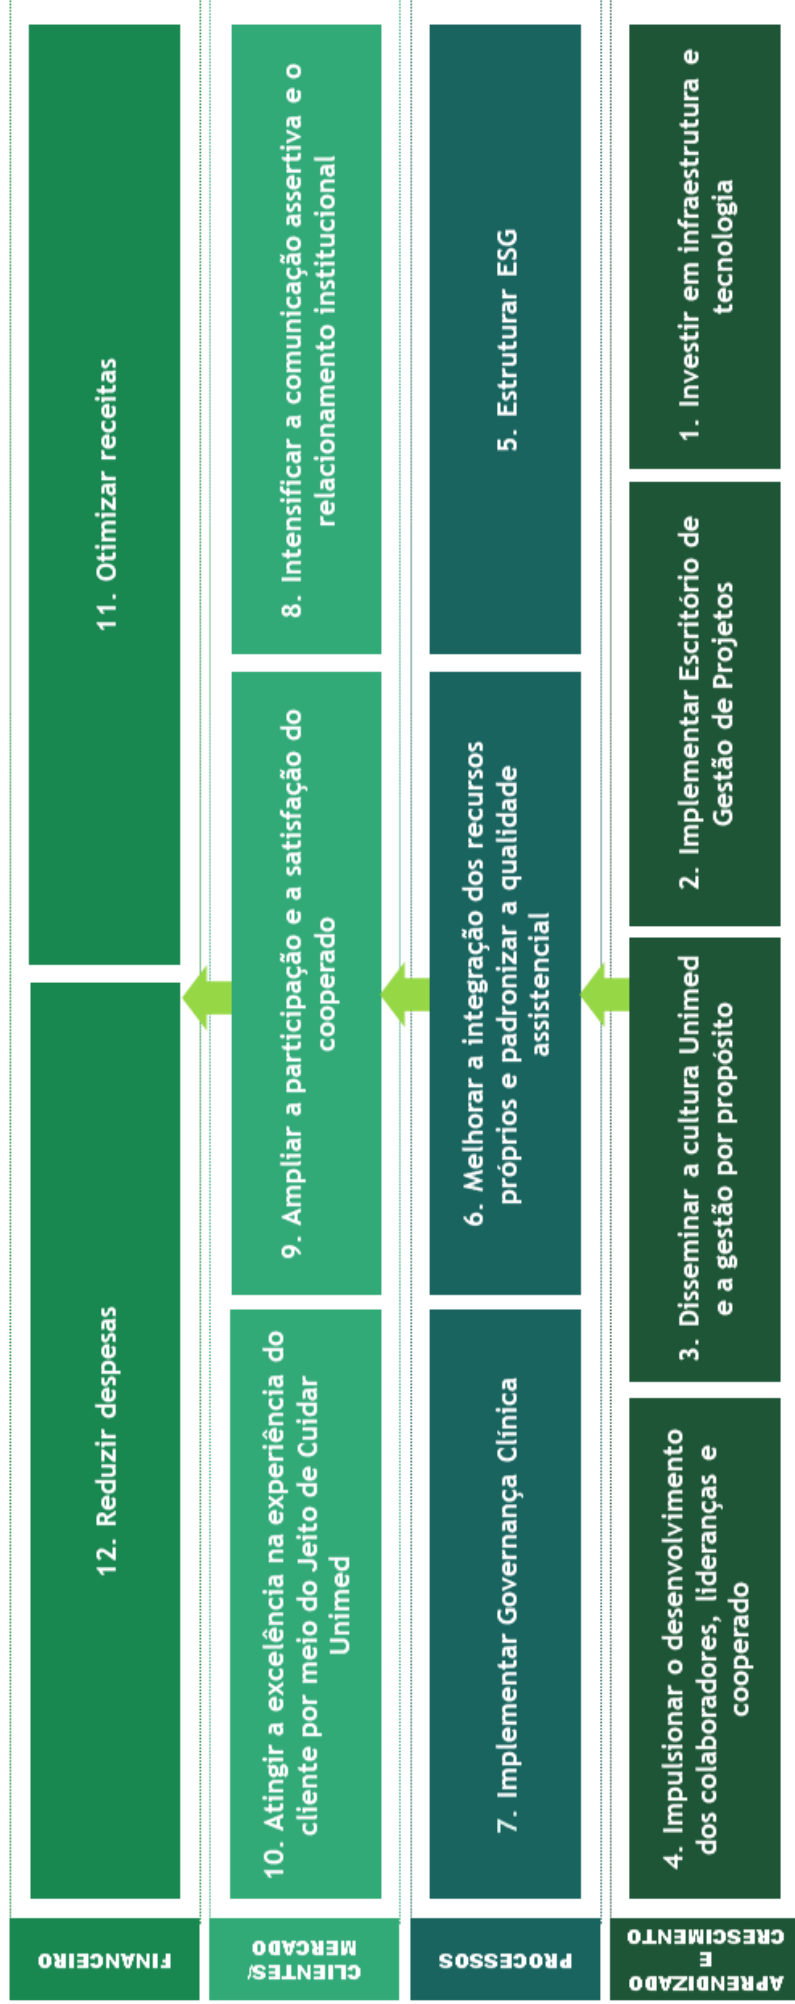 FINANCEIRO
12. Reduzir despesas
11. Otimizar receitas
CLIENTES/
MERCADO
10. Atingir a excelência na experiência do
cliente por meio do Jeito de Cuidar
Unimed
9. Ampliar a participação e a satisfação do
cooperado
8. Intensificar a comunicação assertiva e o
relacionamento institucional
PROCESSOS
7. Implementar Governança Clínica
6. Melhorar a integração dos recursos
próprios e padronizar a qualidade
assistencial
5. Estruturar ESG
APRENDIZADO
E
CRESCIMENTO
4. Impulsionar o desenvolvimento
dos colaboradores, lideranças e
cooperado
3. Disseminar a cultura Unimed
e a gestão por propósito
2. Implementar Escritório de
Gestão de Projetos
1. Investir em infraestrutura e
tecnologia